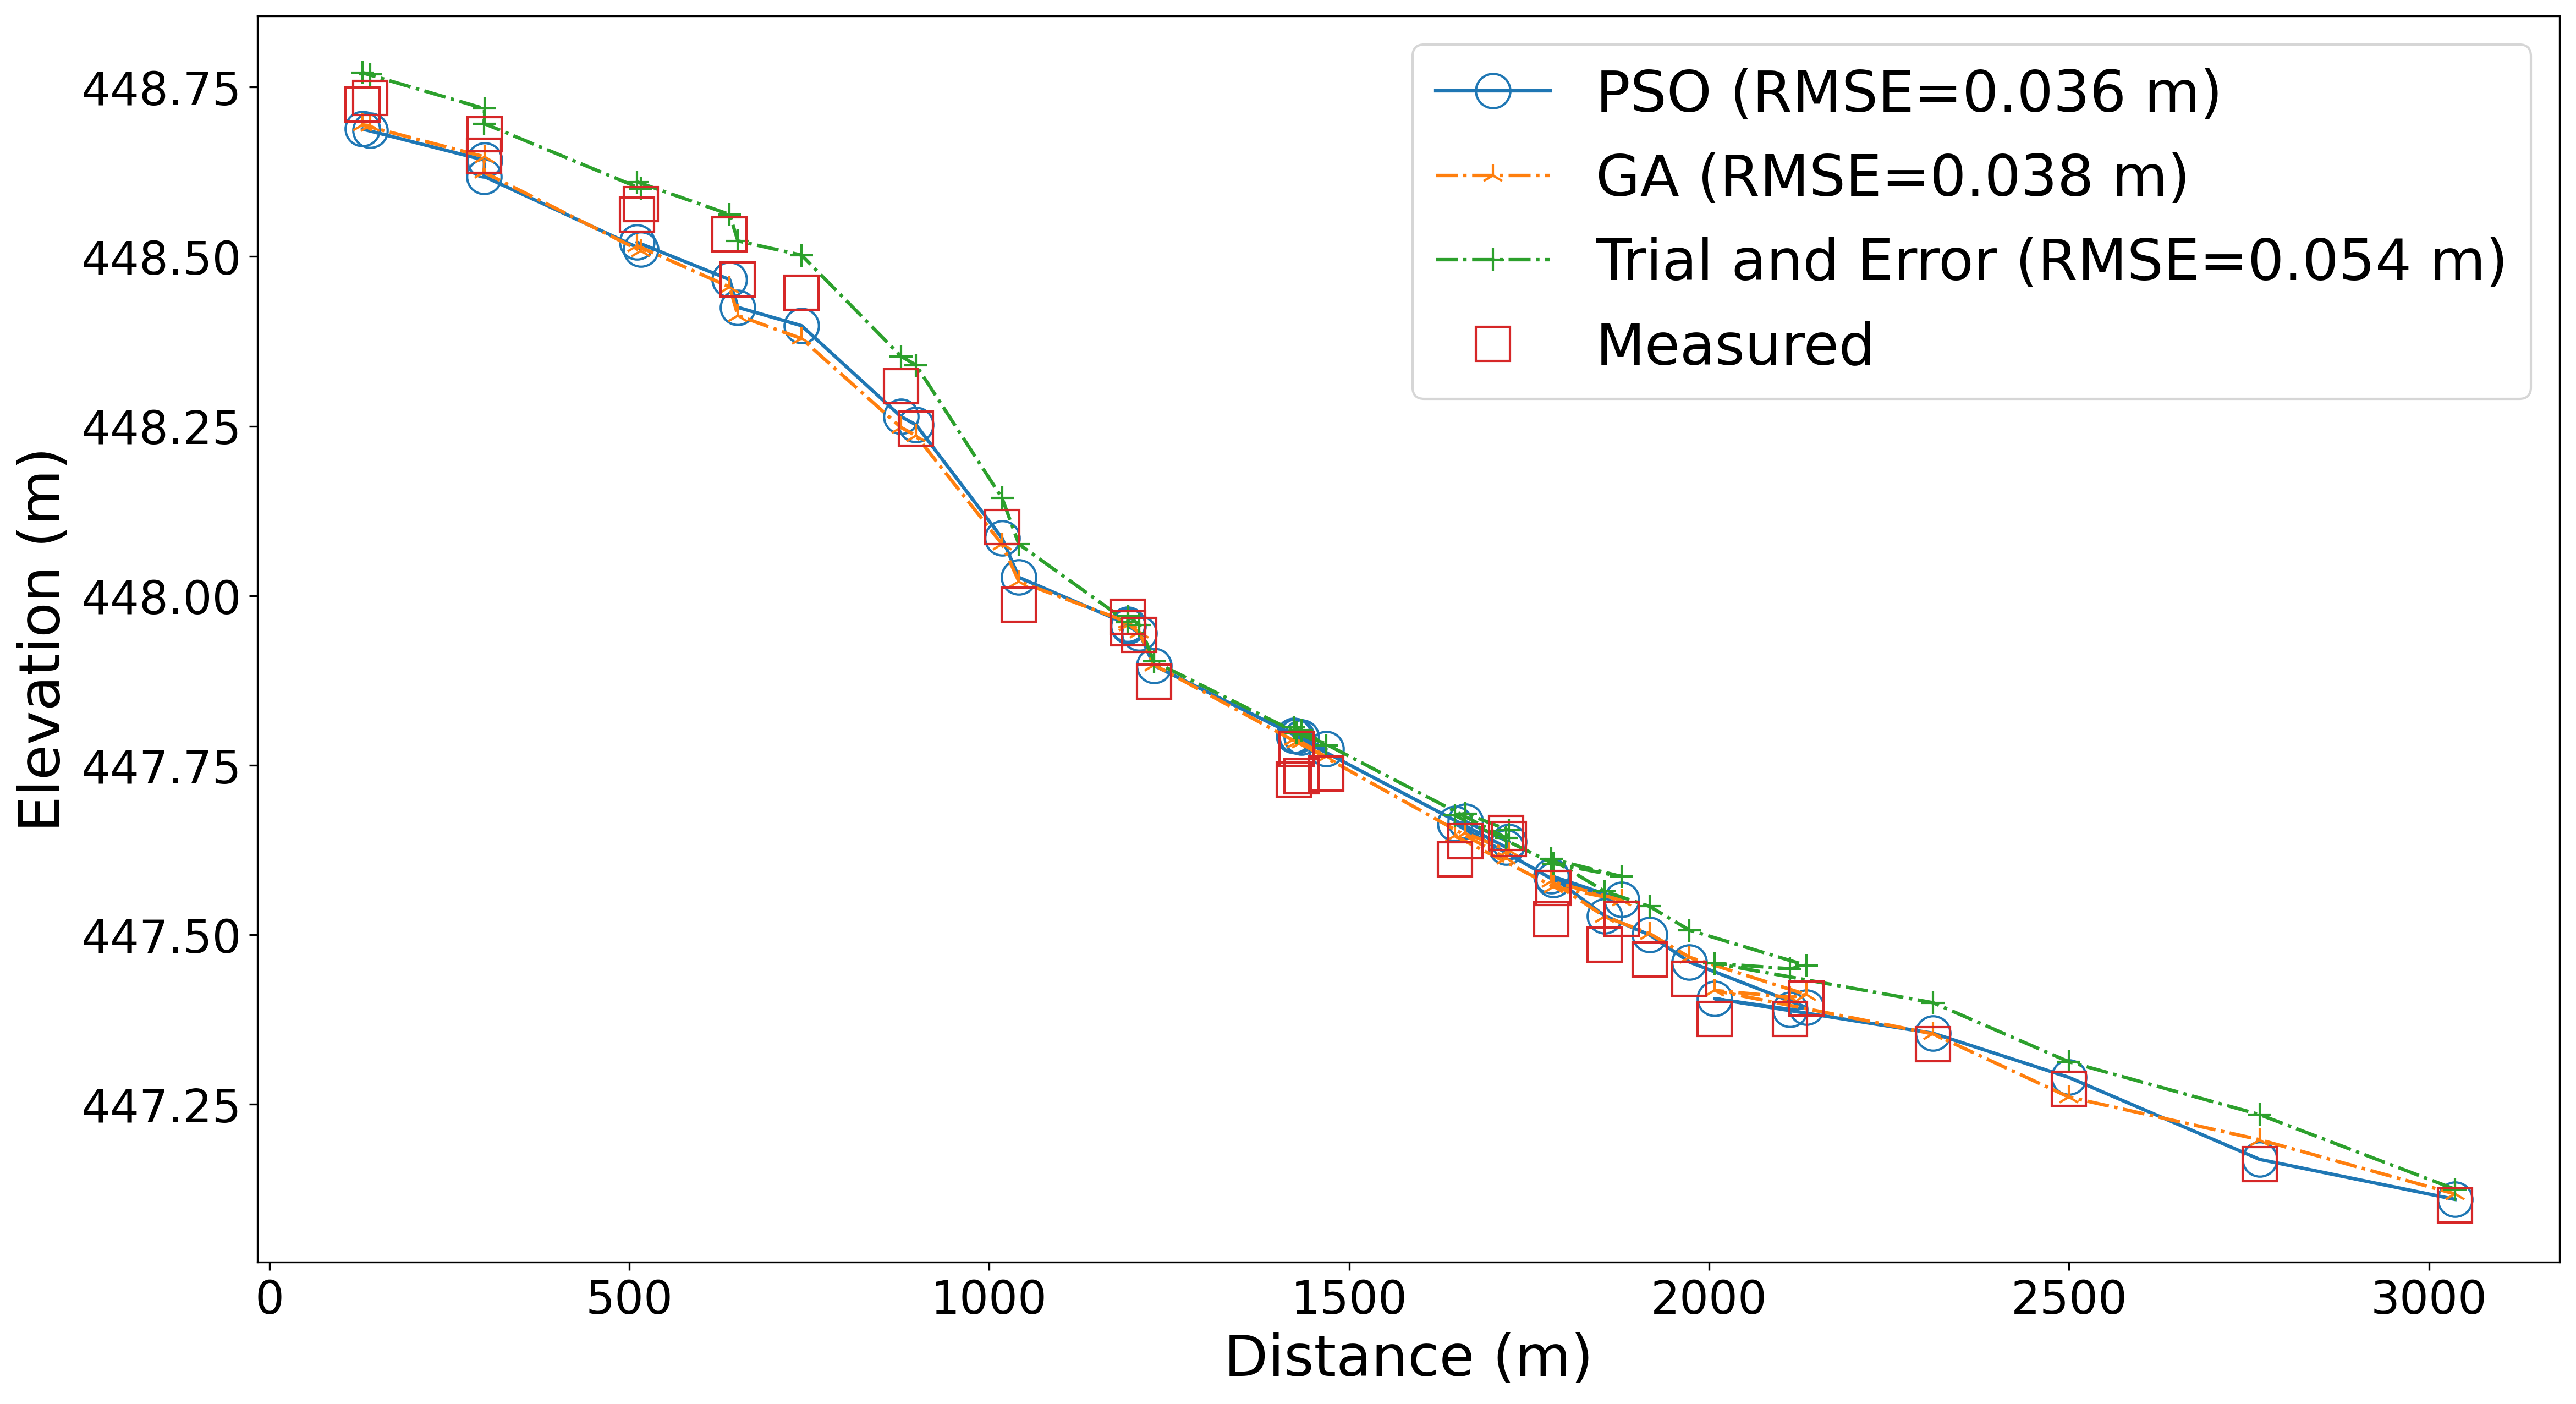 PSO (RMSE=0.036 m)
GA (RMSE=0.038 m)
Trial and Error (RMSE=0.054 m)
Measured
Elevation (m)
448.75
448.50
448.25
448.00
447.75
447.50
447.25
0 500 1000 1500 2000 2500 3000
Distance (m)